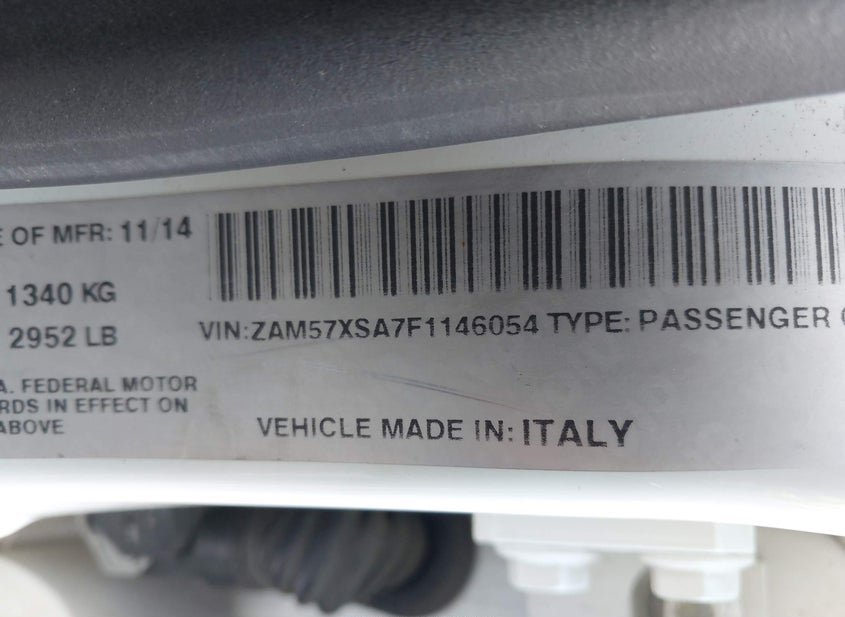 E OF MFR: 11/14
1340 KG
2952 LB
VIN:ZAM57XSA7F1146054 TYPE: PASSENGER
A. FEDERAL MOTOR
RDS IN EFFECT ON
ABOVE
VEHICLE MADE IN: ITALY